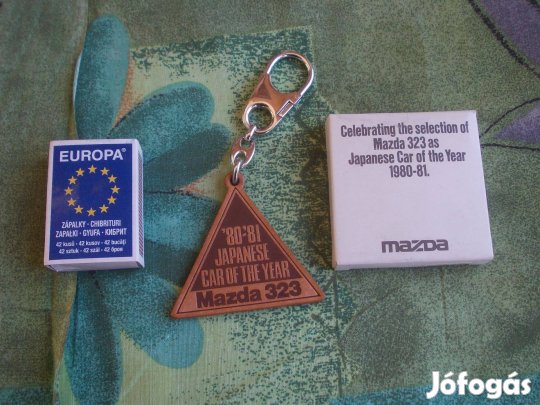 EUROPA®
ZÁPALKY - CHIBRITURI
ZAPAŁKI - GYUFA - КИБРИТ
42 kusů - 42 kusov - 42 bucăţi
42 sztuk - 42 szál - 42 броя
'80-'81
JAPANESE
CAR OF THE YEAR
Mazda 323
Celebrating the selection of
Mazda 323 as
Japanese Car of the Year
1980-81.
mazda
Jófogás